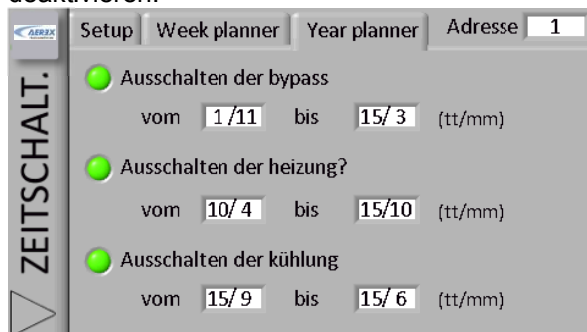 deaktivieren.
AEREX
Setup Week planner Year planner Adresse 1
ZEITSCHALT.
Ausschalten der bypass
vom 1/11 bis 15/ 3 (tt/mm)
Ausschalten der heizung?
vom 10/ 4 bis 15/10 (tt/mm)
Ausschalten der kühlung
vom 15/ 9 bis 15/ 6 (tt/mm)